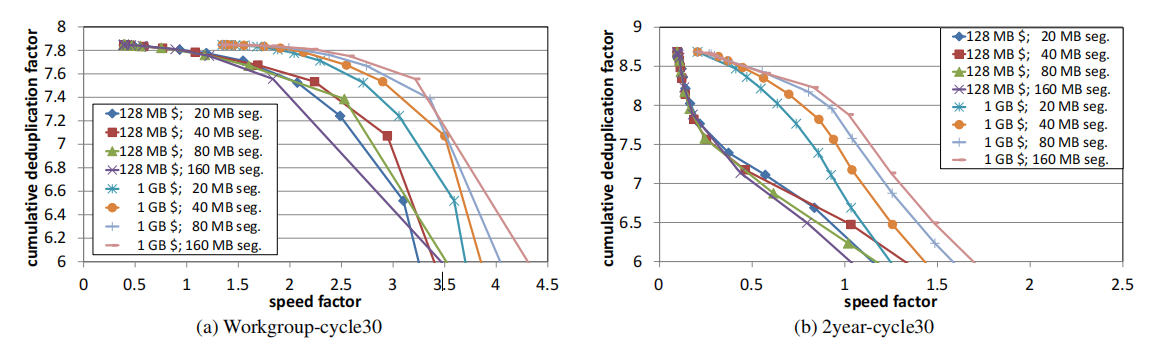 cumulative deduplication factor
8
7.8
7.6
7.4
7.2
7
6.8
6.6
6.4
6.2
6
128 MB $; 20 MB seg.
128 MB $; 40 MB seg.
128 MB $; 80 MB seg.
128 MB $; 160 MB seg.
1 GB $; 20 MB seg.
1 GB $; 40 MB seg.
1 GB $; 80 MB seg.
1 GB $; 160 MB seg.
0 0.5 1 1.5 2 2.5 3 3.5 4 4.5
speed factor
(a) Workgroup-cycle30
cumulative deduplication factor
9
8.5
8
7.5
7
6.5
6
128 MB $; 20 MB seg.
128 MB $; 40 MB seg.
128 MB $; 80 MB seg.
128 MB $; 160 MB seg.
1 GB $; 20 MB seg.
1 GB $; 40 MB seg.
1 GB $; 80 MB seg.
1 GB $; 160 MB seg.
0 0.5 1 1.5 2 2.5
speed factor
(b) 2year-cycle30